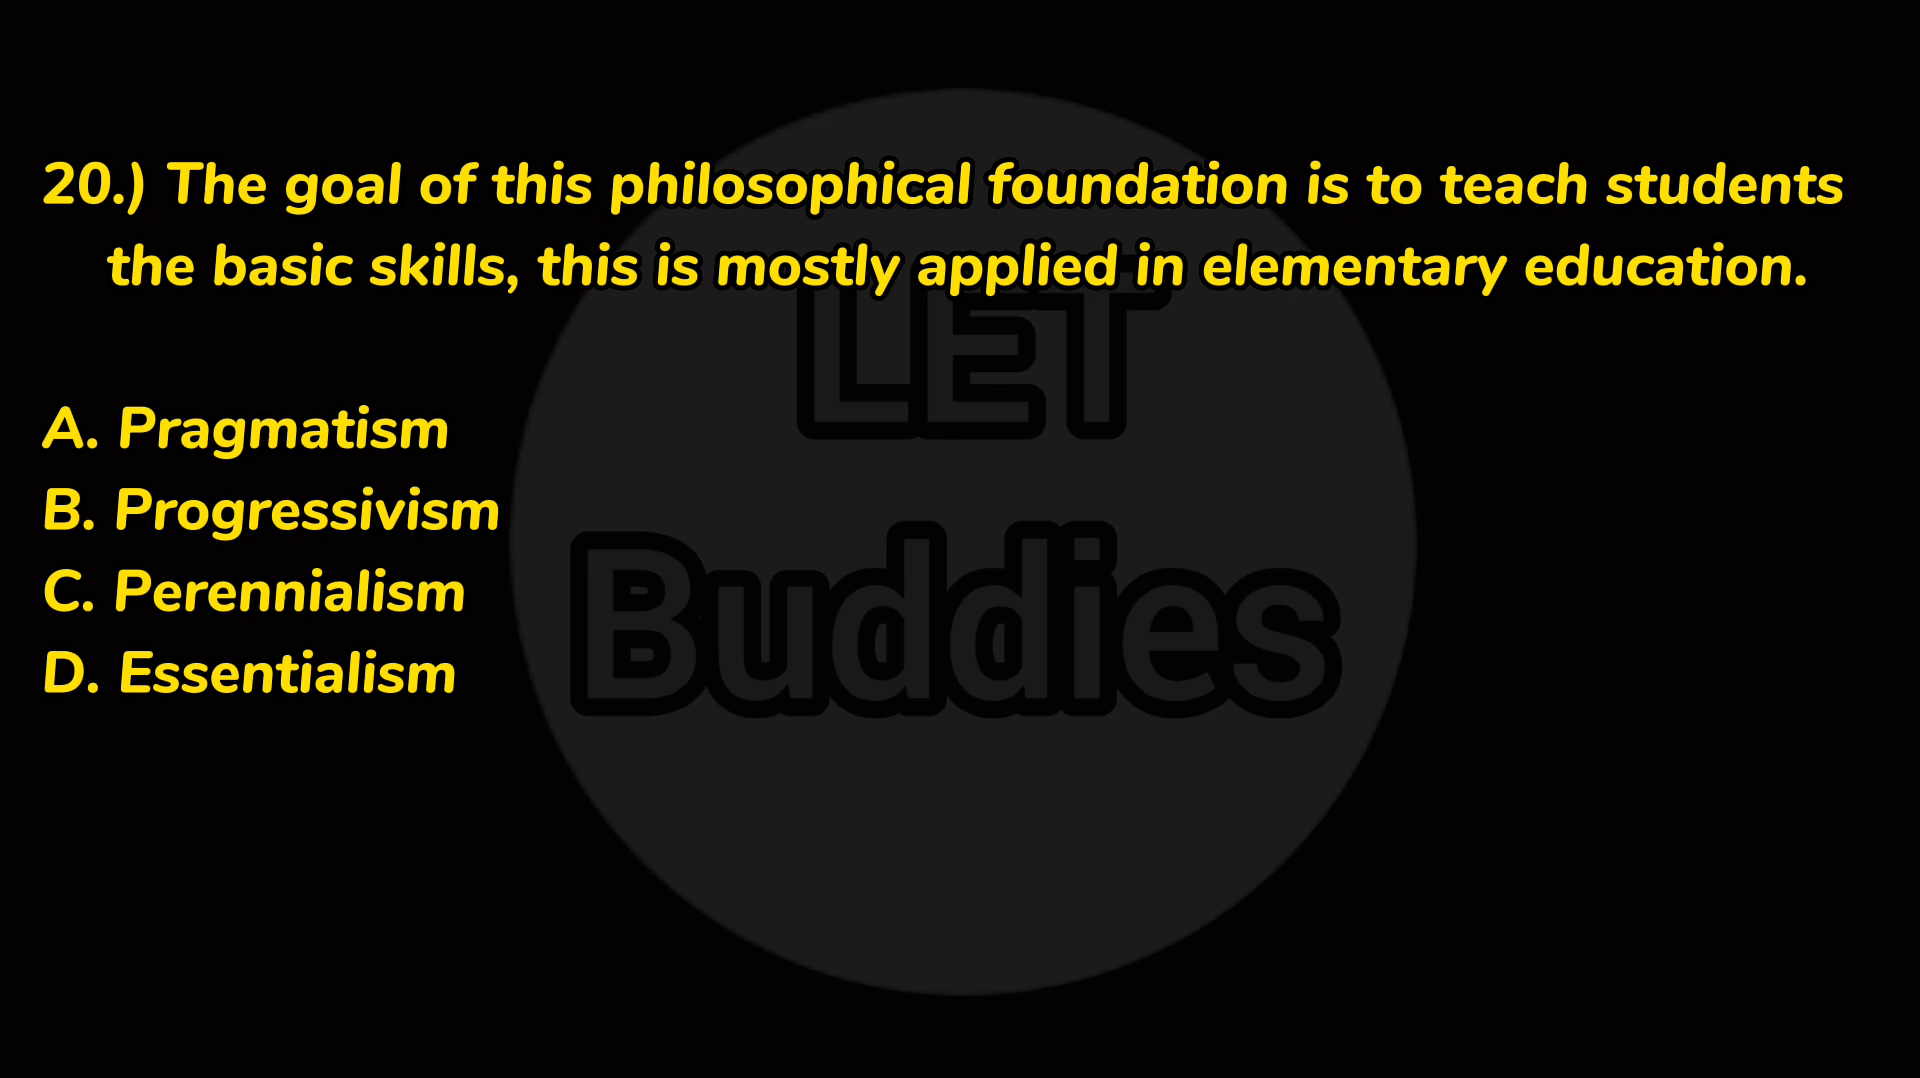 20.) The goal of this philosophical foundation is to teach students
the basic skills, this is mostly applied in elementary education.
A. Pragmatism
B. Progressivism
C. Perennialism
D. Essentialism
LET
Buddies